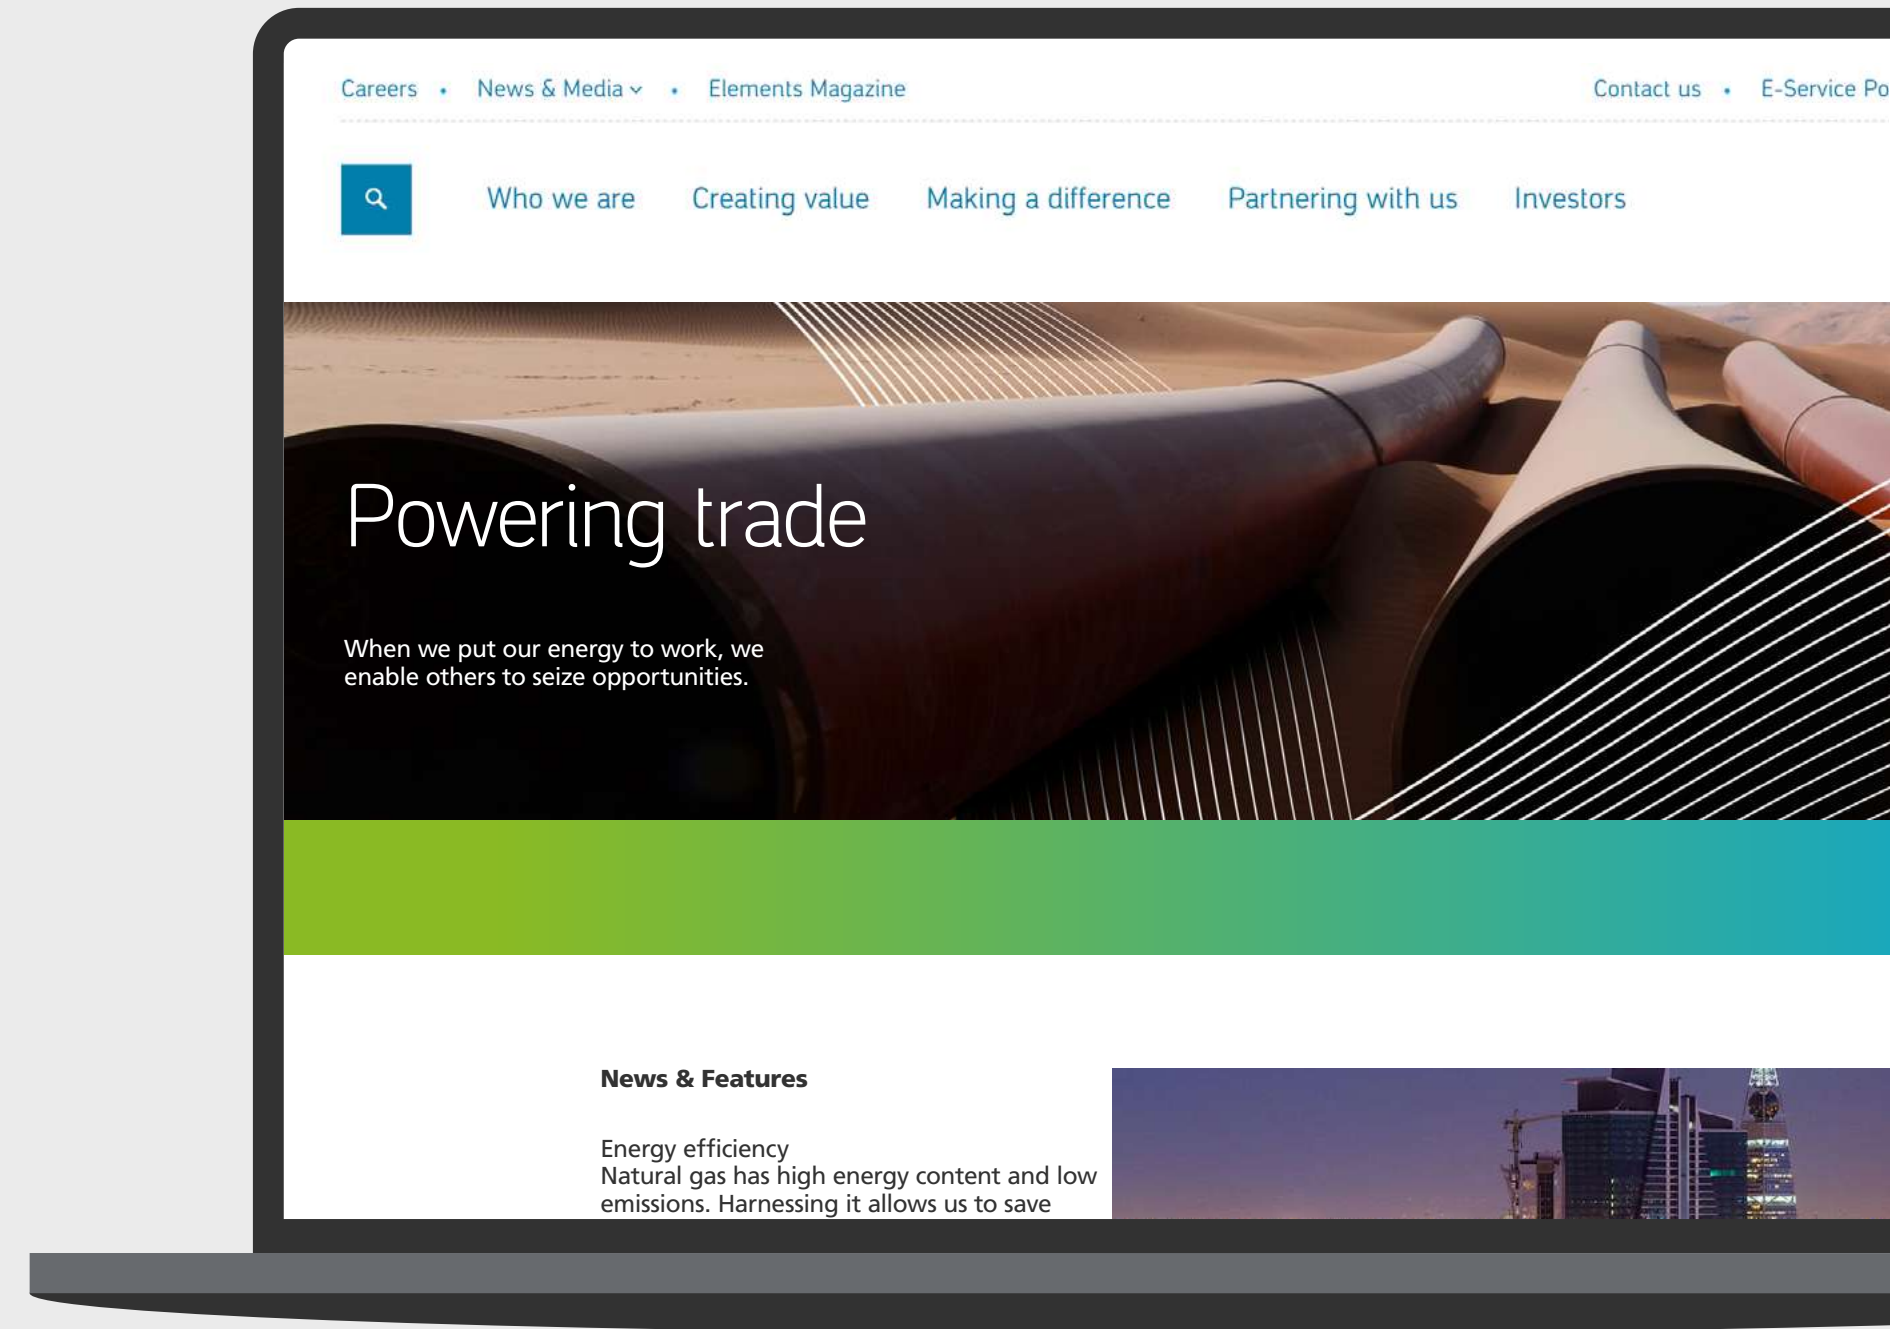 Careers • News & Media • Elements Magazine
Contact us • E-Service Po
Who we are Creating value Making a difference Partnering with us Investors
Powering trade
When we put our energy to work, we
enable others to seize opportunities.
News & Features
Energy efficiency
Natural gas has high energy content and low
emissions. Harnessing it allows us to save